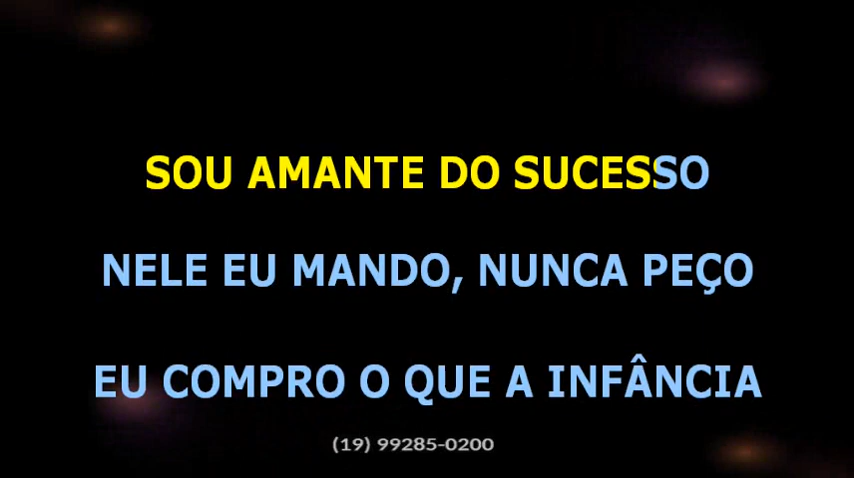 SOU AMANTE DO SUCESSO
NELE EU MANDO, NUNCA PEÇO
EU COMPRO O QUE A INFÂNCIA
(19) 99285-0200